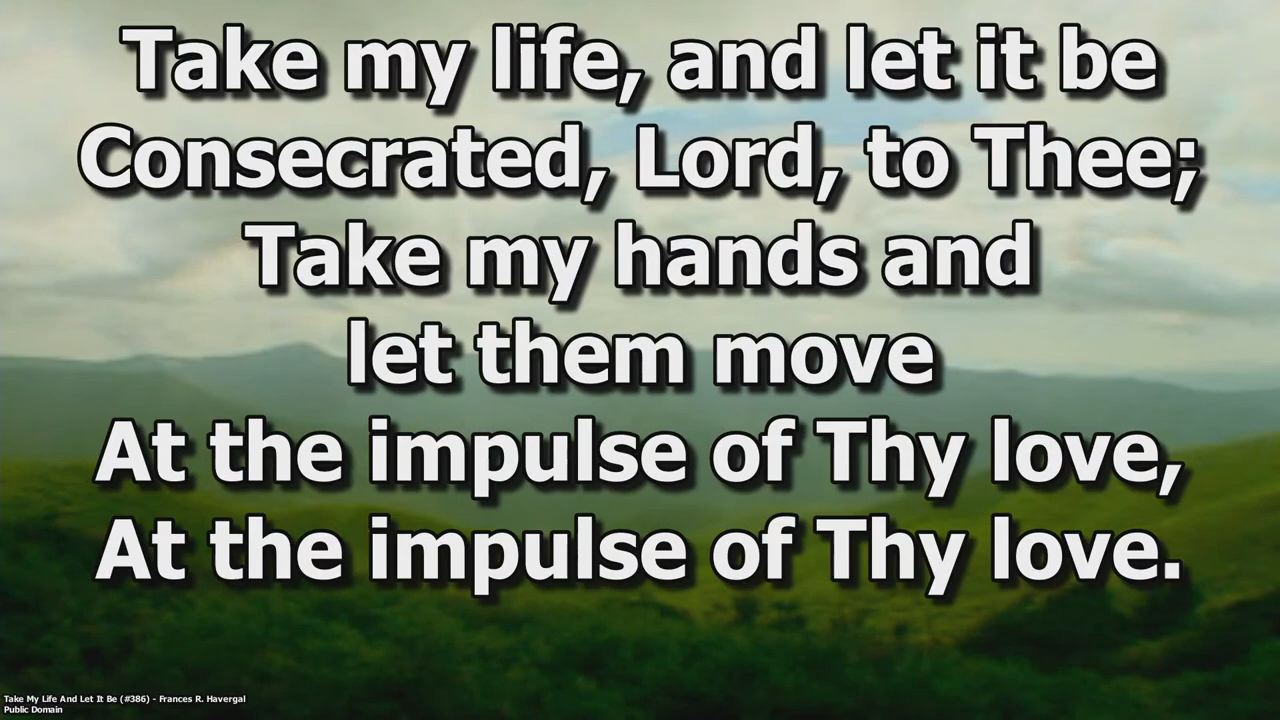 Take my life, and let it be
Consecrated, Lord, to Thee;
Take my hands and
let them move
At the impulse of Thy love,
At the impulse of Thy love.
Take My Life And Let It Be (#386) - Frances R. Havergal
Public Domain